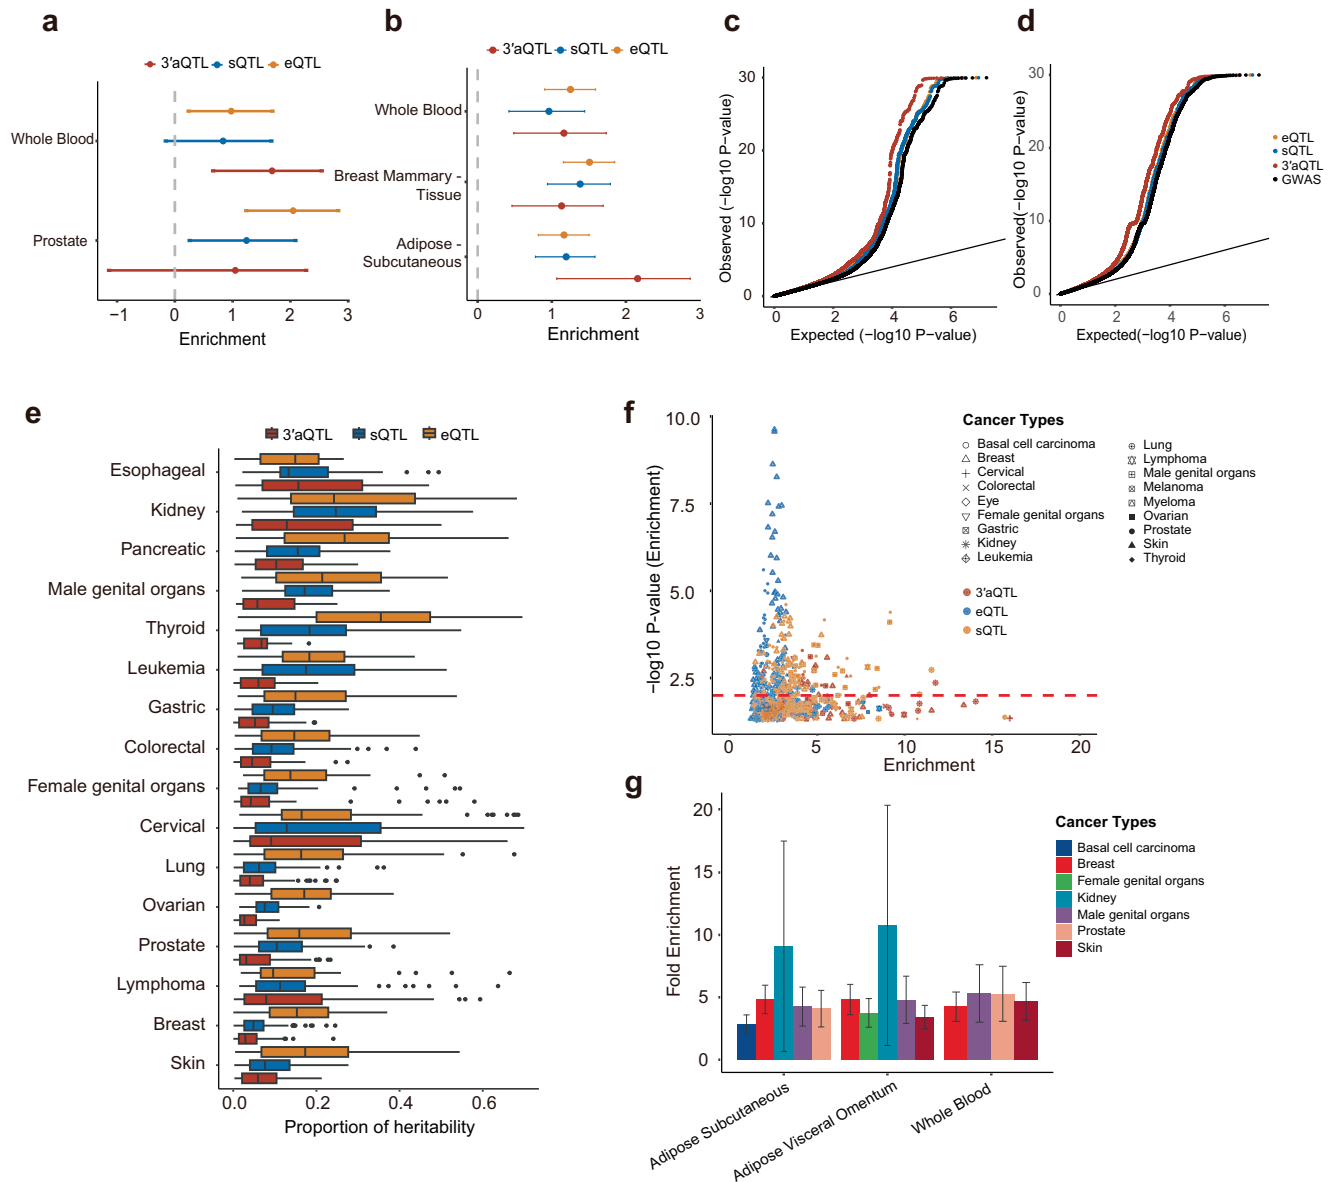 a
3′aQTL sQTL eQTL
Whole Blood
Prostate
−1 0 1 2 3
Enrichment
b
3′aQTL sQTL eQTL
Whole Blood
Breast Mammary -
Tissue
Adipose -
Subcutaneous
0 1 2 3
Enrichment
c
Observed (−log10 P−value)
30
20
10
0
0 2 4 6
Expected (−log10 P−value)
d
Observed(−log10 P−value)
30
20
10
0
0 2 4 6
Expected(−log10 P−value)
eQTL
sQTL
3′aQTL
GWAS
e
3′aQTL sQTL eQTL
Esophageal
Kidney
Pancreatic
Male genital organs
Thyroid
Leukemia
Gastric
Colorectal
Female genital organs
Cervical
Lung
Ovarian
Prostate
Lymphoma
Breast
Skin
0.0 0.2 0.4 0.6
Proportion of heritability
f
−log10 P-value (Enrichment)
10.0
7.5
5.0
2.5
0 5 10 15 20
Enrichment
Cancer Types
Basal cell carcinoma
Breast
Cervical
Colorectal
Eye
Female genital organs
Gastric
Kidney
Leukemia
Lung
Lymphoma
Male genital organs
Melanoma
Myeloma
Ovarian
Prostate
Skin
Thyroid
3′aQTL
eQTL
sQTL
g
Fold Enrichment
20
15
10
5
0
Adipose Subcutaneous
Adipose Visceral Omentum
Whole Blood
Cancer Types
Basal cell carcinoma
Breast
Female genital organs
Kidney
Male genital organs
Prostate
Skin